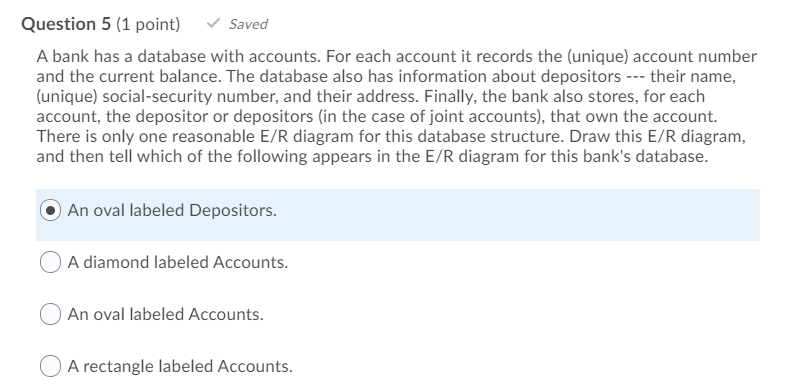 Question 5 (1 point) ✓ Saved
A bank has a database with accounts. For each account it records the (unique) account number
and the current balance. The database also has information about depositors --- their name,
(unique) social-security number, and their address. Finally, the bank also stores, for each
account, the depositor or depositors (in the case of joint accounts), that own the account.
There is only one reasonable E/R diagram for this database structure. Draw this E/R diagram,
and then tell which of the following appears in the E/R diagram for this bank's database.
An oval labeled Depositors.
A diamond labeled Accounts.
An oval labeled Accounts.
A rectangle labeled Accounts.